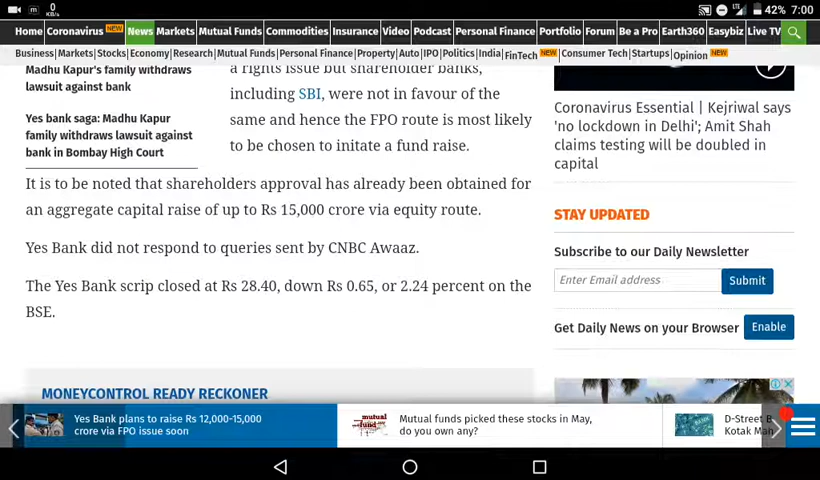 0
KB/s
42% 7:00
Home Coronavirus NEW News Markets Mutual Funds Commodities Insurance Video Podcast Personal Finance Portfolio Forum Be a Pro Earth360 Easybiz Live TV
Business Markets Stocks Economy Research Mutual Funds Personal Finance Property Auto IPO Politics India FinTech NEW Consumer Tech Startups Opinion NEW
Madhu Kapur's family withdraws
lawsuit against bank
Yes bank saga: Madhu Kapur
family withdraws lawsuit against
bank in Bombay High Court
a rights issue but shareholder banks,
including SBI, were not in favour of the
same and hence the FPO route is most likely
to be chosen to initate a fund raise.
It is to be noted that shareholders approval has already been obtained for
an aggregate capital raise of up to Rs 15,000 crore via equity route.
Yes Bank did not respond to queries sent by CNBC Awaaz.
The Yes Bank scrip closed at Rs 28.40, down Rs 0.65, or 2.24 percent on the
BSE.
MONEYCONTROL READY RECKONER
Coronavirus Essential | Kejriwal says
'no lockdown in Delhi'; Amit Shah
claims testing will be doubled in
capital
STAY UPDATED
Subscribe to our Daily Newsletter
Enter Email address Submit
Get Daily News on your Browser Enable
Yes Bank plans to raise Rs 12,000-15,000
crore via FPO issue soon
mutual
fund
Mutual funds picked these stocks in May,
do you own any?
D-Street B
Kotak Mah